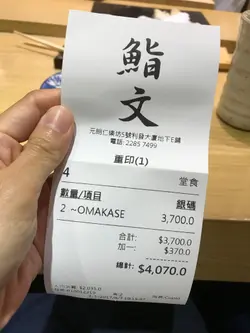 鮨
文
元朗仁樂坊5號利發大廈地下E鋪
電話: 2285 7499
重印(1)
4 堂食
數量/項目 銀碼
2 ~OMAKASE 3,700.0
合計: $3,700.0
加一: $370.0
總計: $4,070.0